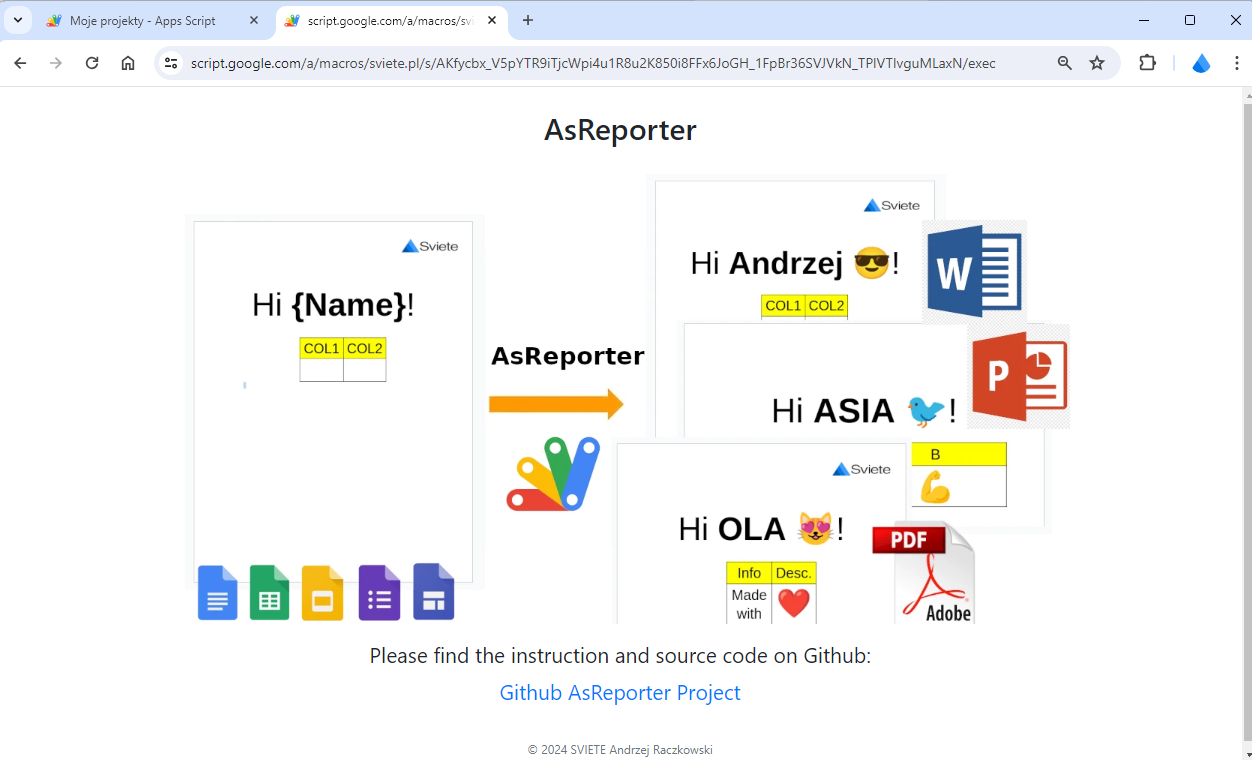 Moje projekty - Apps Script
script.google.com/a/macros/svi
script.google.com/a/macros/sviete.pl/s/AKfycbx_V5pYTR9iTjcWpi4u1R8u2K850i8FFx6JoGH_1FpBr36SVJVkN_TPlVTlvguMLaxN/exec
AsReporter
Sviete
Hi {Name}!
COL1 COL2
AsReporter
Sviete
Hi Andrzej 😎!
COL1 COL2
W
P
Hi ASIA 🐦!
B
💪
Sviete
Hi OLA 😻!
Info Desc.
Made
with ❤️
PDF
Adobe
Please find the instruction and source code on Github:
Github AsReporter Project
© 2024 SVIETE Andrzej Raczkowski